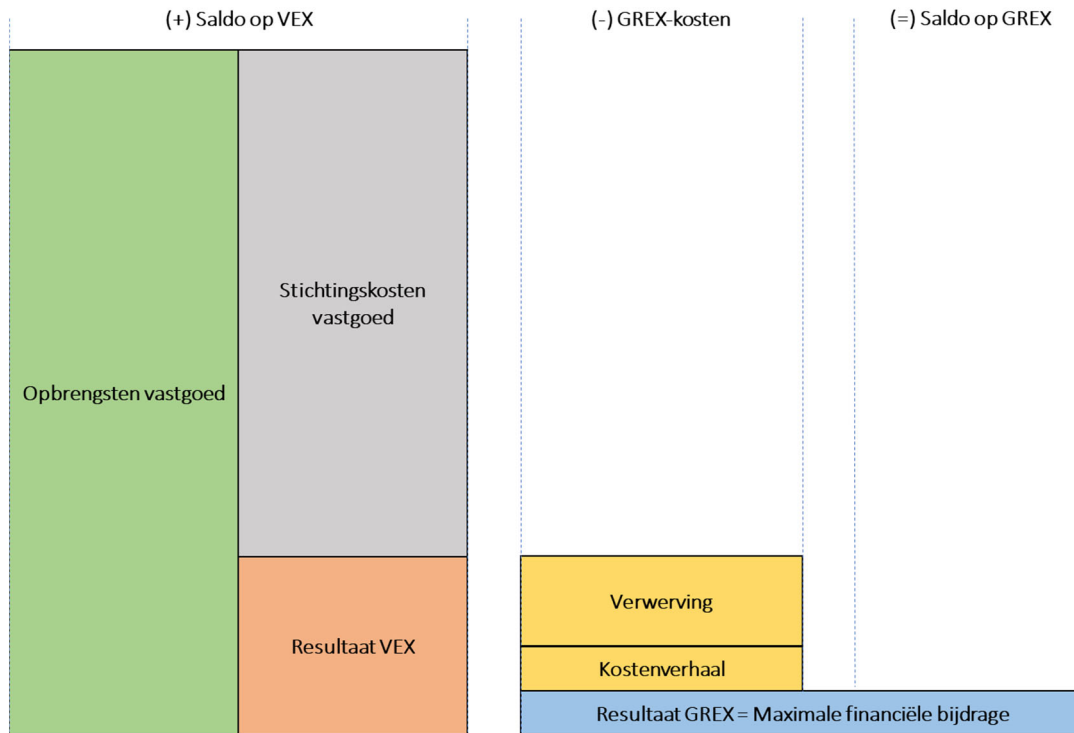 (+) Saldo op VEX
(-) GREX-kosten
(=) Saldo op GREX
Opbrengsten vastgoed
Stichtingskosten
vastgoed
Resultaat VEX
Verwerving
Kostenverhaal
Resultaat GREX = Maximale financiële bijdrage